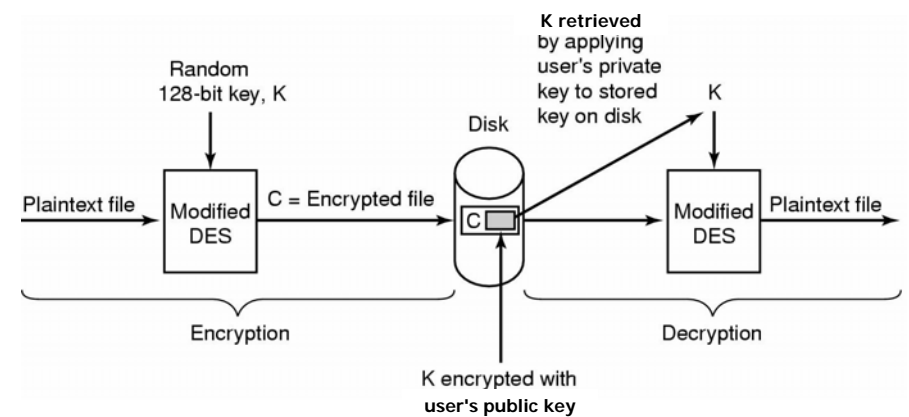 K retrieved
by applying
user's private
key to stored
key on disk
Random
128-bit key, K
K
Disk
Plaintext file
Modified
DES
C = Encrypted file
C
Modified
DES
Plaintext file
Encryption
Decryption
K encrypted with
user's public key